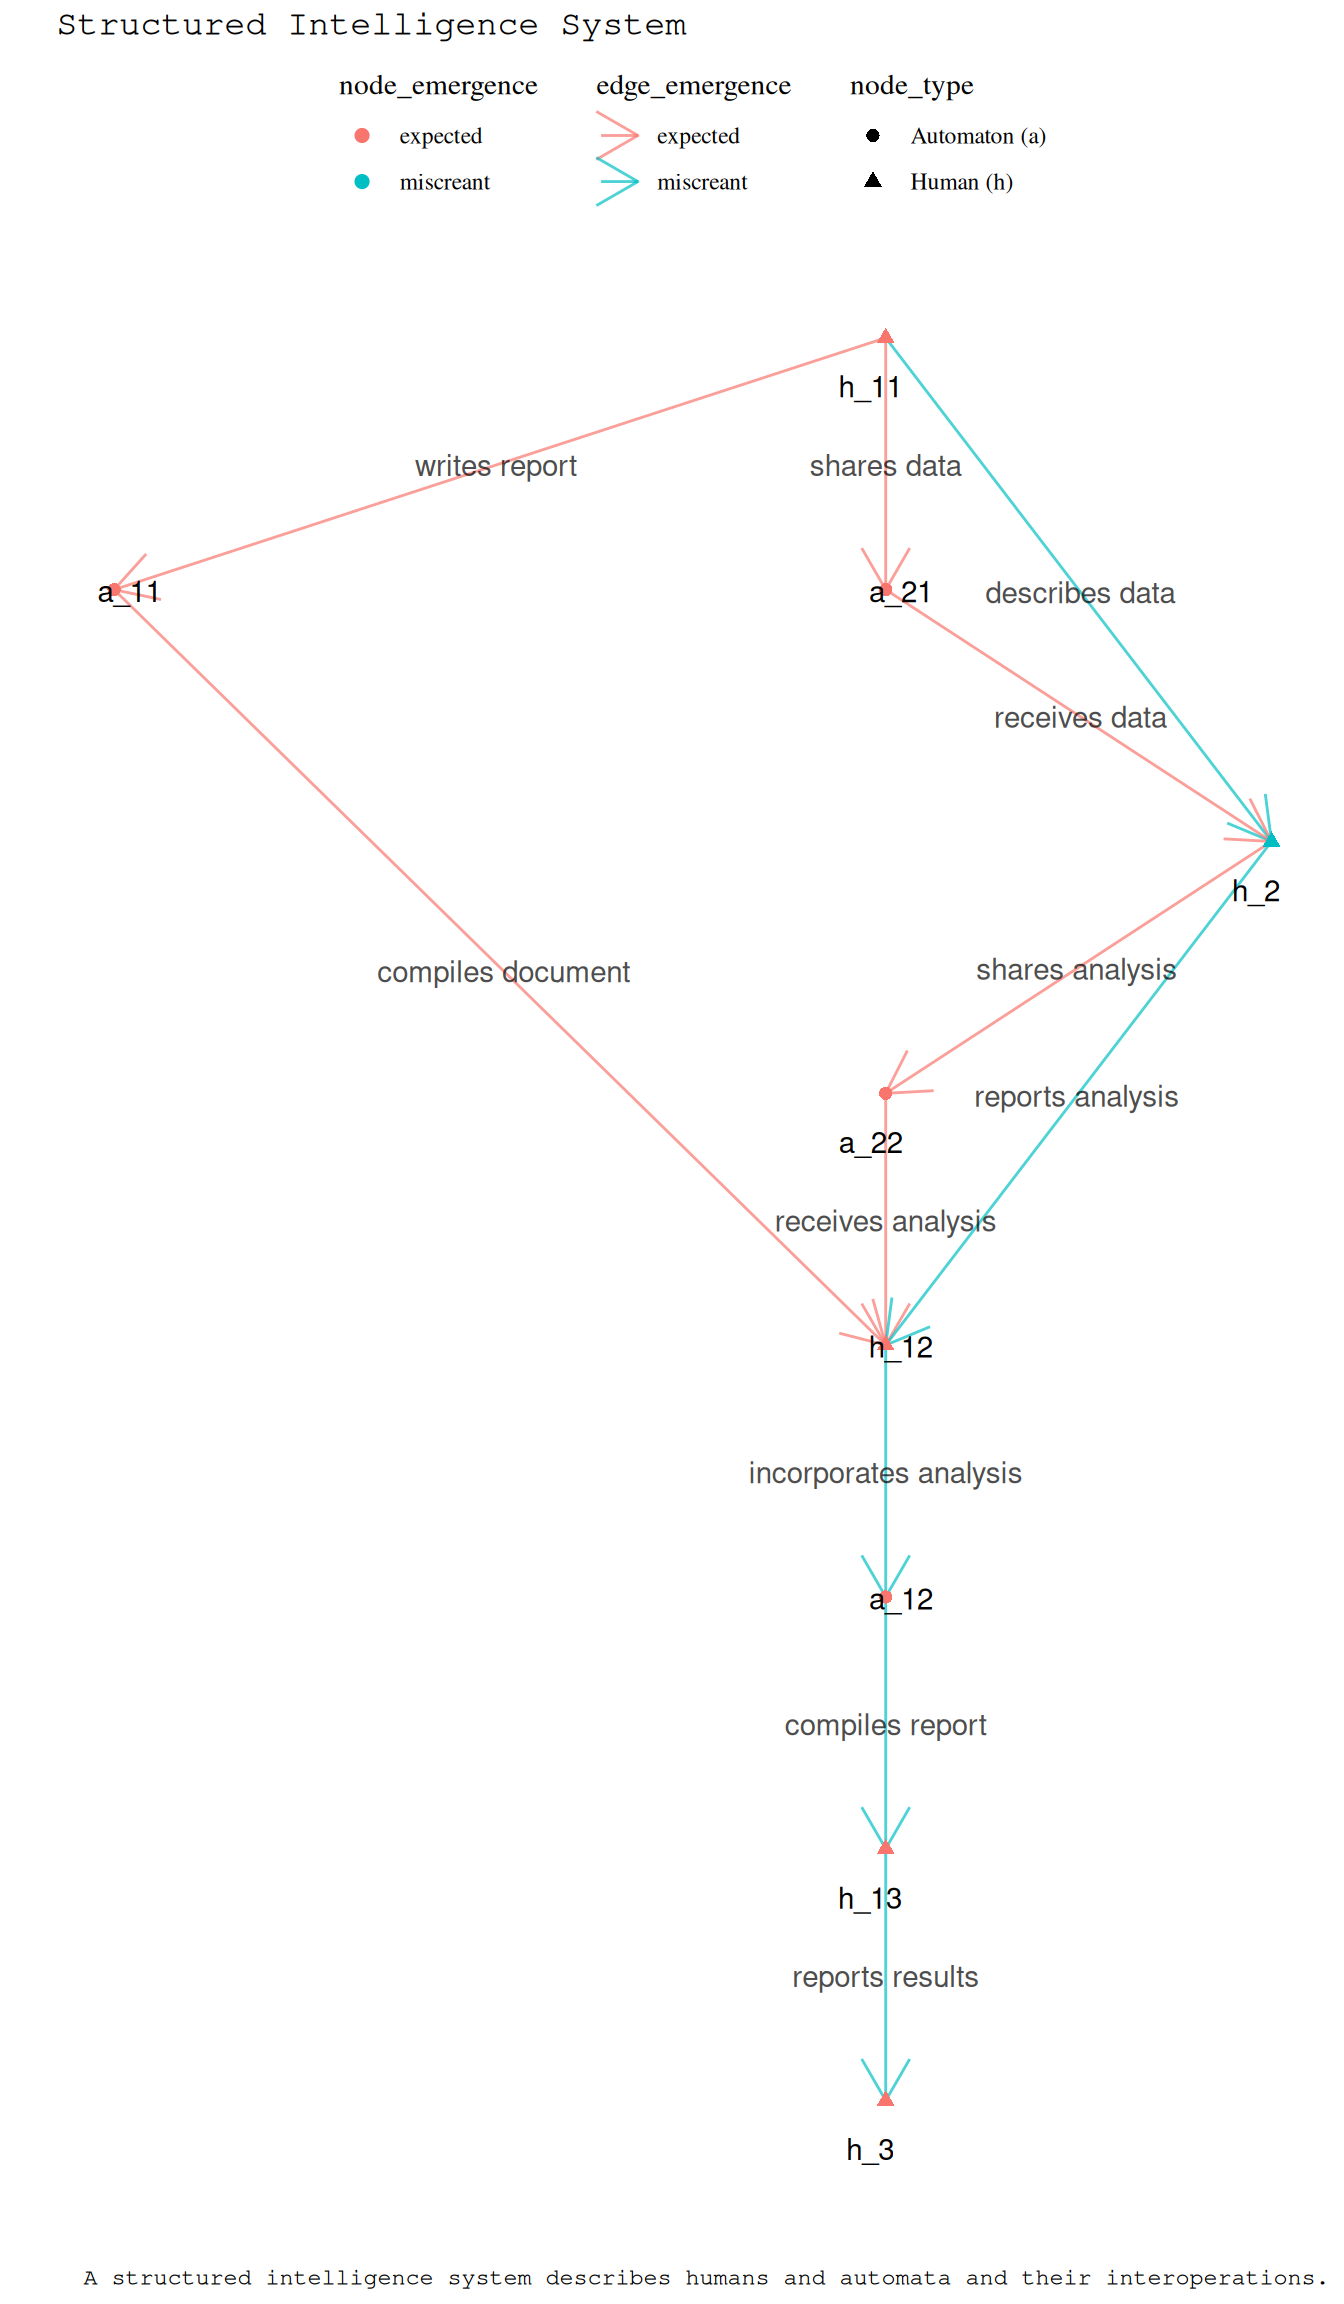 Structured Intelligence System
node_emergence edge_emergence node_type
expected expected Automaton (a)
miscreant miscreant Human (h)
h_11
writes report shares data
a_11 a_21 describes data
receives data
h_2
compiles document shares analysis
reports analysis
a_22
receives analysis
h_12
incorporates analysis
a_12
compiles report
h_13
reports results
h_3
A structured intelligence system describes humans and automata and their interoperations.